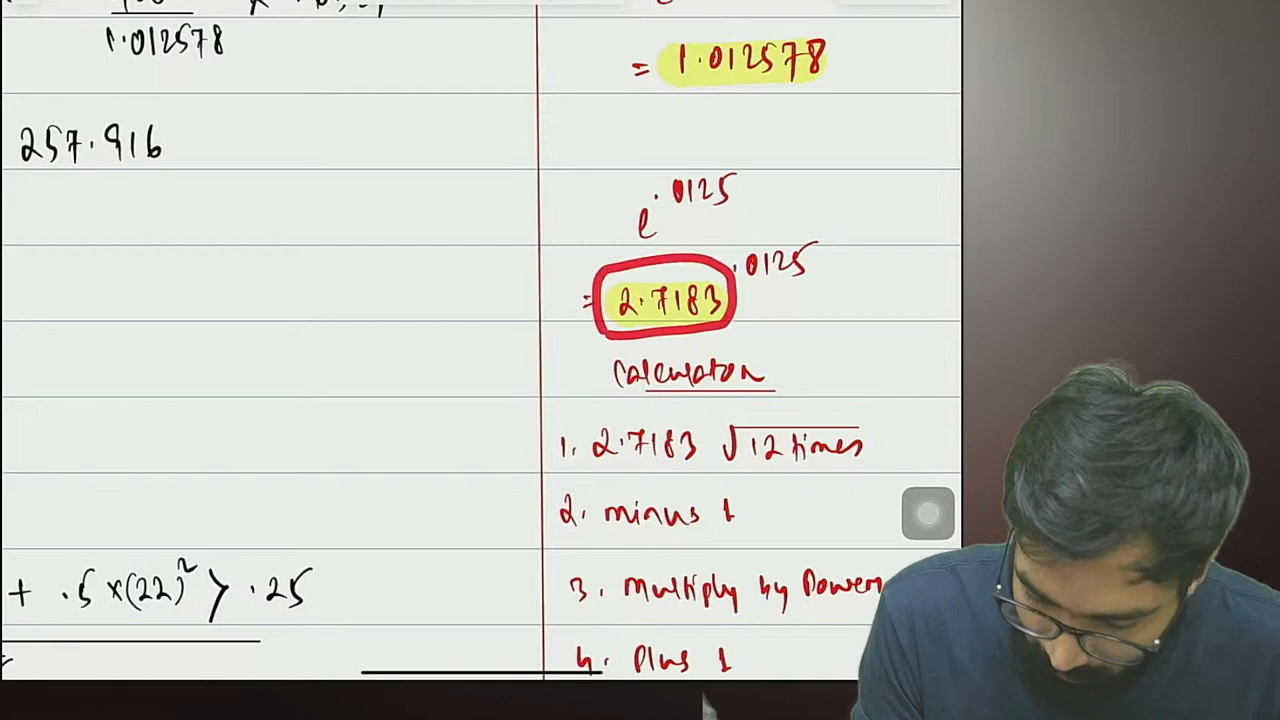 1.012578
257.916
+ .5 x(22)² } .25
= 1.012578
e .0125
= 2.7183 .0125
Calculator
1. 2.7183 √12 times
2. minus 1
3. Multiply by Power
4. Plus 1